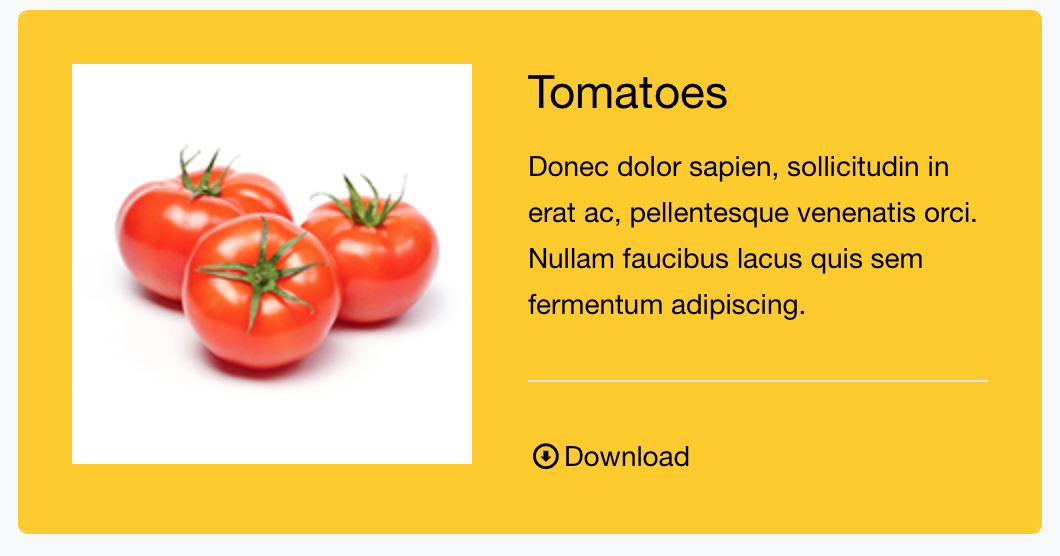 Tomatoes
Donec dolor sapien, sollicitudin in
erat ac, pellentesque venenatis orci.
Nullam faucibus lacus quis sem
fermentum adipiscing.
Download